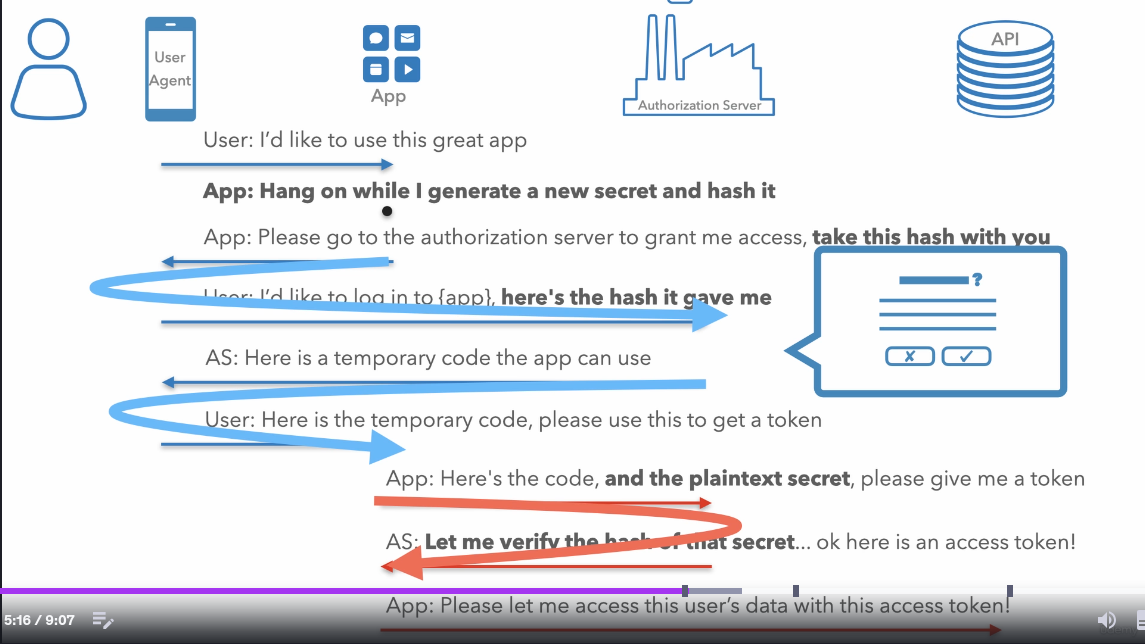 User
Agent
App
Authorization Server
API
User: I’d like to use this great app
App: Hang on while I generate a new secret and hash it
App: Please go to the authorization server to grant me access, take this hash with you
User: I’d like to log in to {app}, here's the hash it gave me
?
✗ ✓
AS: Here is a temporary code the app can use
User: Here is the temporary code, please use this to get a token
App: Here's the code, and the plaintext secret, please give me a token
AS: Let me verify the hash of that secret... ok here is an access token!
App: Please let me access this user’s data with this access token!
5:16 / 9:07